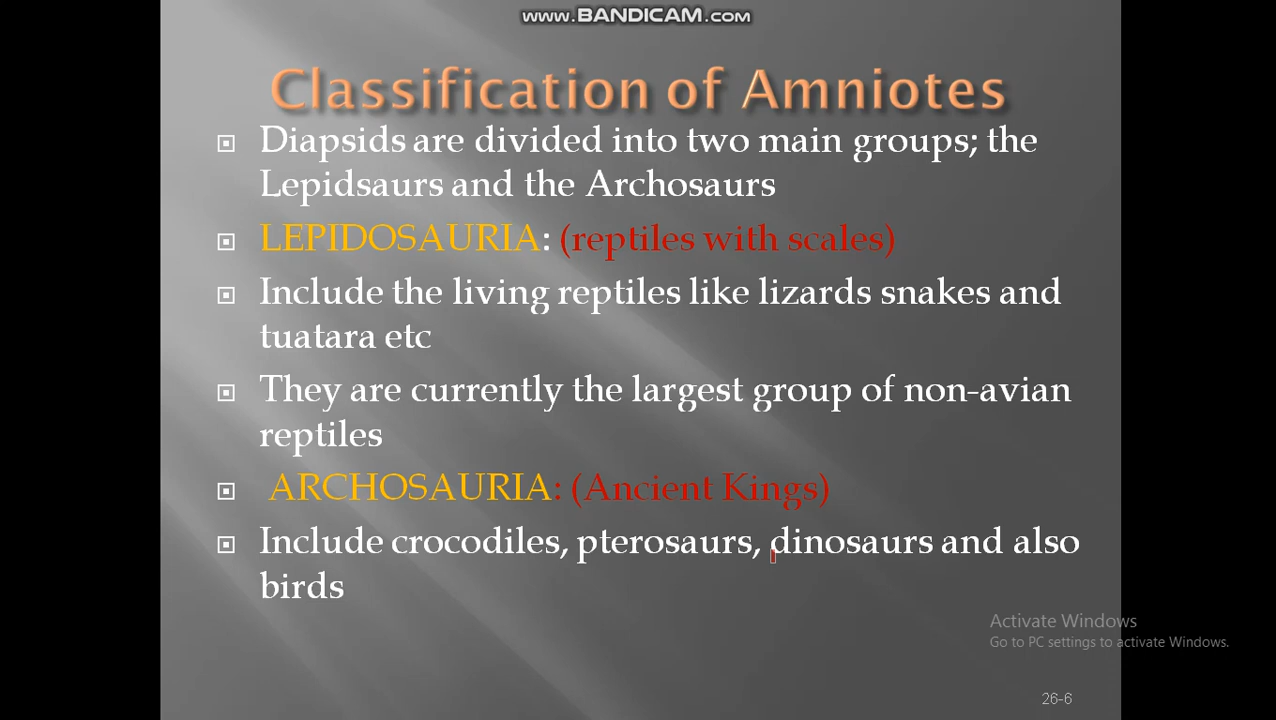 www.BANDICAM.com
Classification of Amniotes
Diapsids are divided into two main groups; the
Lepidsaurs and the Archosaurs
LEPIDOSAURIA: (reptiles with scales)
Include the living reptiles like lizards snakes and
tuatara etc
They are currently the largest group of non-avian
reptiles
ARCHOSAURIA: (Ancient Kings)
Include crocodiles, pterosaurs, dinosaurs and also
birds
Activate Windows
Go to PC settings to activate Windows.
26-6